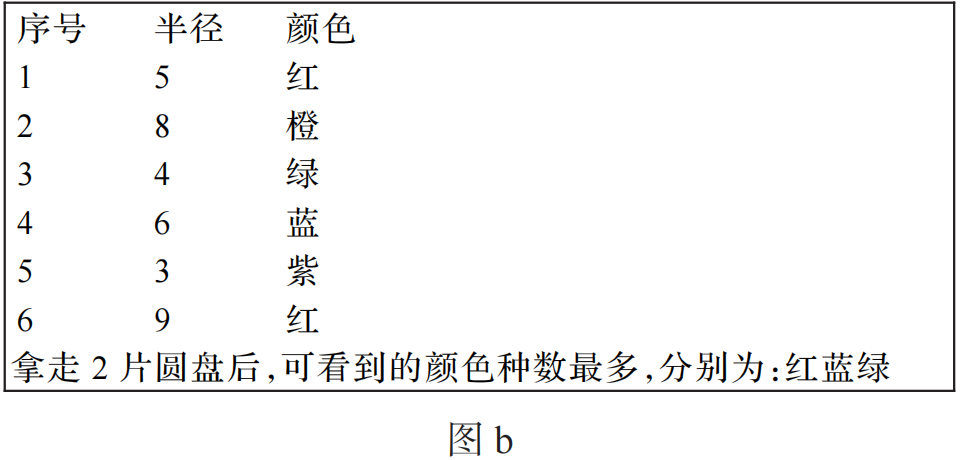 序号 半径 颜色
1 5 红
2 8 橙
3 4 绿
4 6 蓝
5 3 紫
6 9 红
拿走 2 片圆盘后,可看到的颜色种数最多,分别为:红蓝绿
图 b